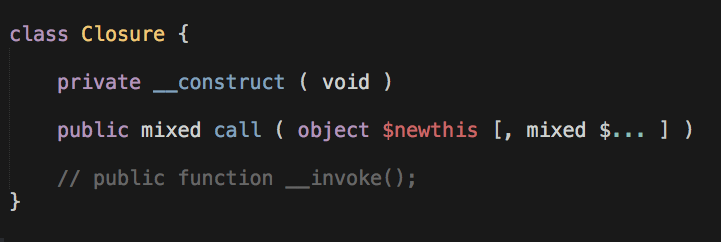 class Closure {
private __construct ( void )
public mixed call ( object $newthis [, mixed $... ] )
// public function __invoke();
}